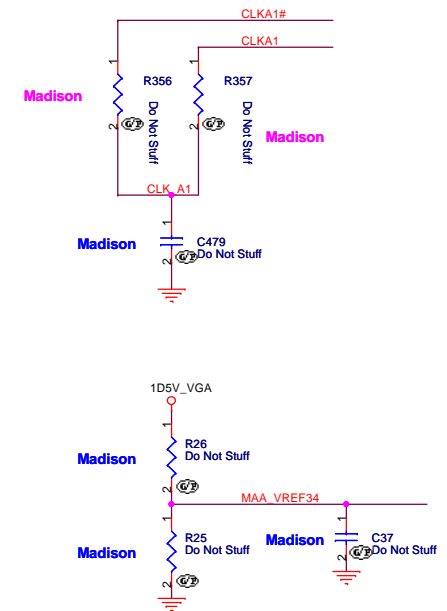 CLKA1#
CLKA1
1
1
R356
R357
Madison
Do Not Stuff
Do Not Stuff
2
G/P
2
G/P
Madison
CLK_A1
1
Madison
C479
2
G/P
Do Not Stuff
1D5V_VGA
1
R26
Madison
Do Not Stuff
2
G/P
MAA_VREF34
1
1
R25
Madison
C37
Madison
Do Not Stuff
2
G/P
Do Not Stuff
2
G/P